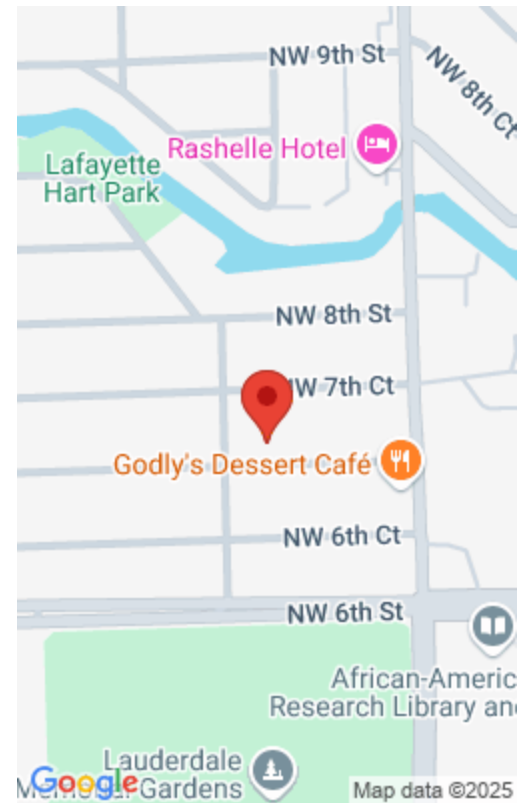 NW 9th St
NW 8th Ct
Rashelle Hotel
Lafayette
Hart Park
NW 8th St
NW 7th Ct
Godly's Dessert Café
NW 6th Ct
NW 6th St
African-Americ
Research Library an
Lauderdale
Gardens
Google
Map data ©2025